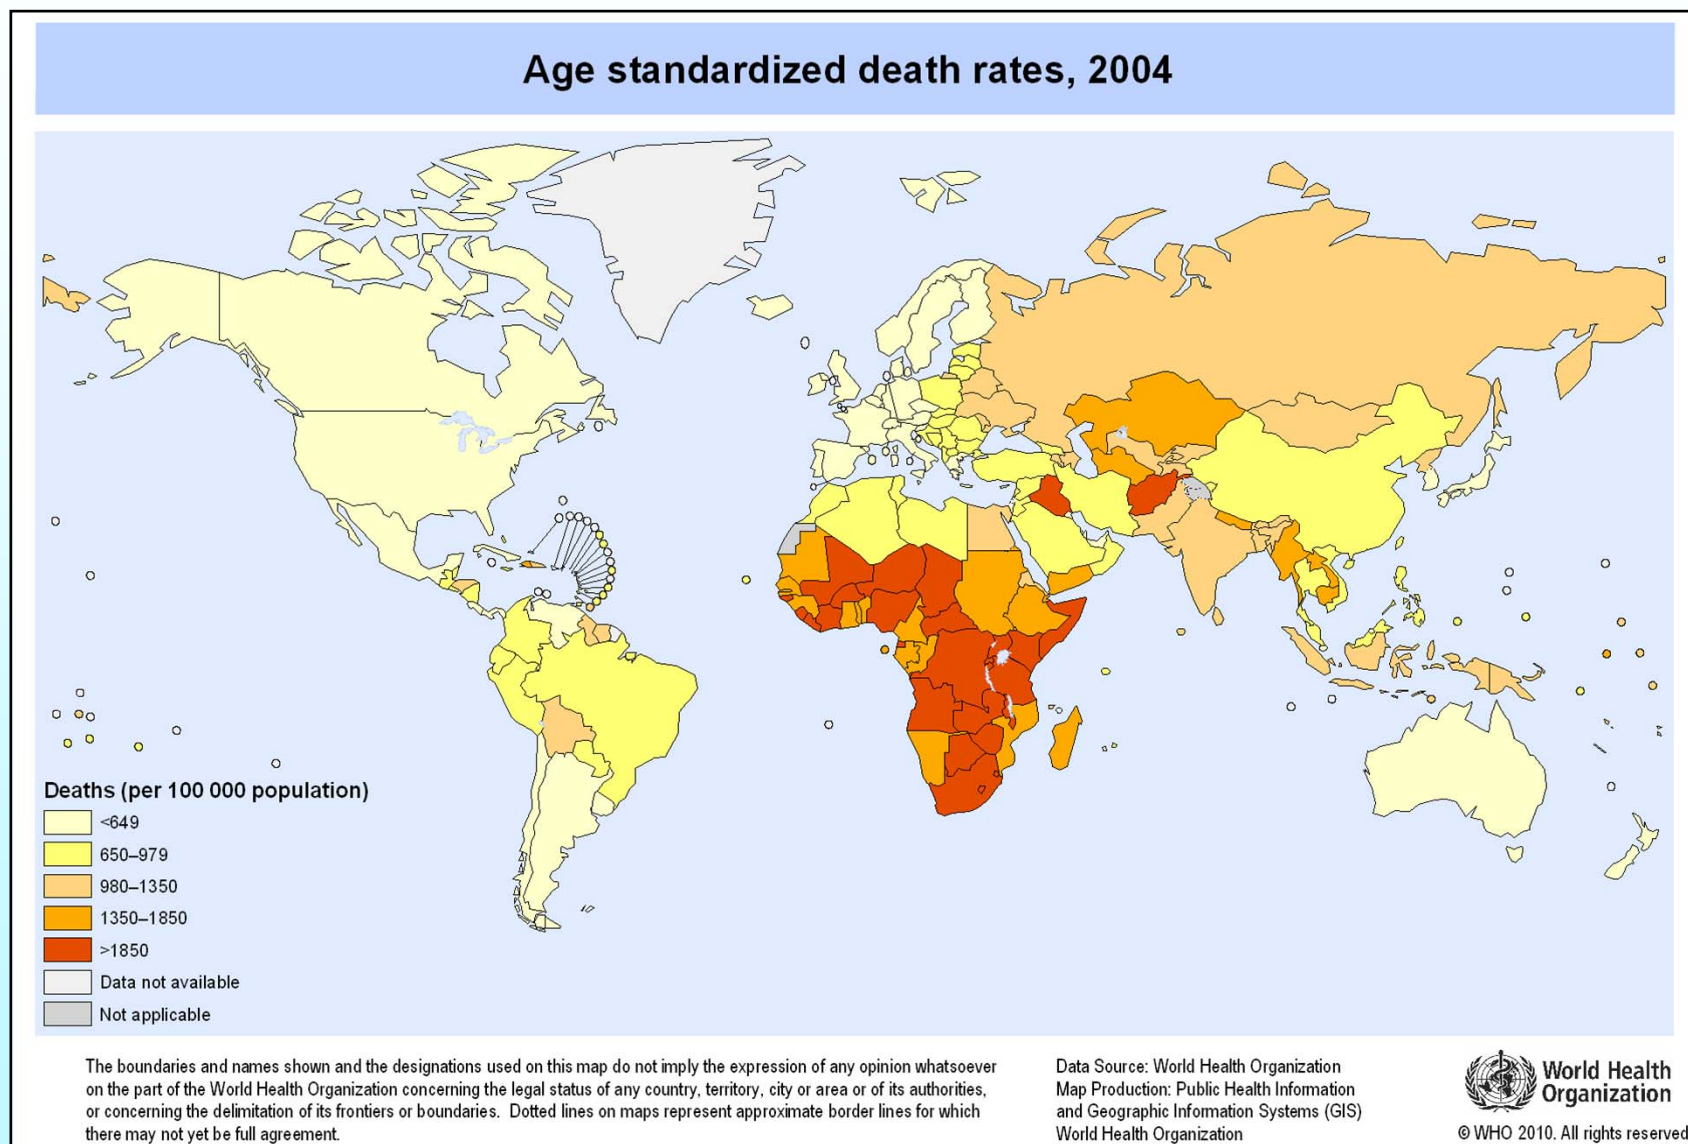 Age standardized death rates, 2004
Deaths (per 100 000 population)
<649
650–979
980–1350
1350–1850
>1850
Data not available
Not applicable
The boundaries and names shown and the designations used on this map do not imply the expression of any opinion whatsoever
on the part of the World Health Organization concerning the legal status of any country, territory, city or area or of its authorities,
or concerning the delimitation of its frontiers or boundaries. Dotted lines on maps represent approximate border lines for which
there may not yet be full agreement.
Data Source: World Health Organization
Map Production: Public Health Information
and Geographic Information Systems (GIS)
World Health Organization
World Health
Organization
© WHO 2010. All rights reserved